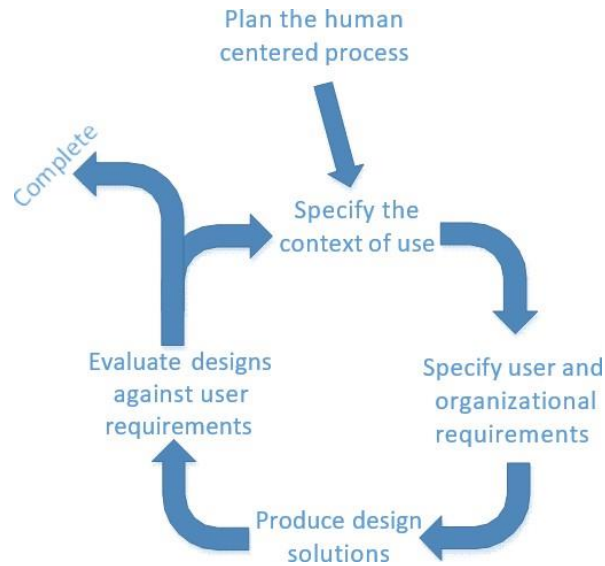 Plan the human
centered process
Complete
Specify the
context of use
Evaluate designs
against user
requirements
Specify user and
organizational
requirements
Produce design
solutions